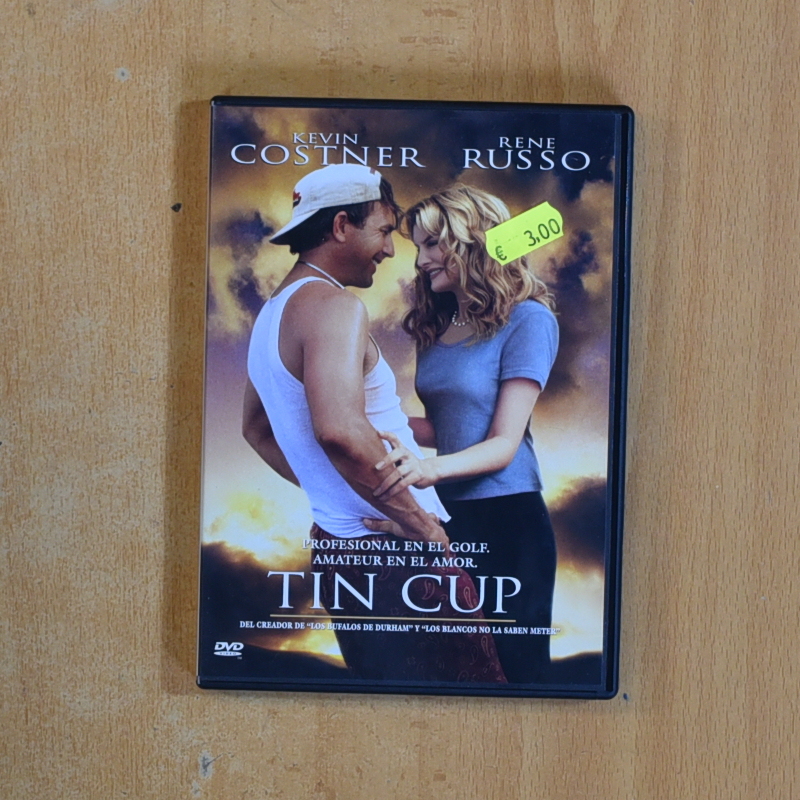 KEVIN COSTNER
RENE RUSSO
€ 3,00
PROFESIONAL EN EL GOLF.
AMATEUR EN EL AMOR.
TIN CUP
DEL CREADOR DE "LOS BUFALOS DE DURHAM" Y "LOS BLANCOS NO LA SABEN METER"
DVD
VIDEO